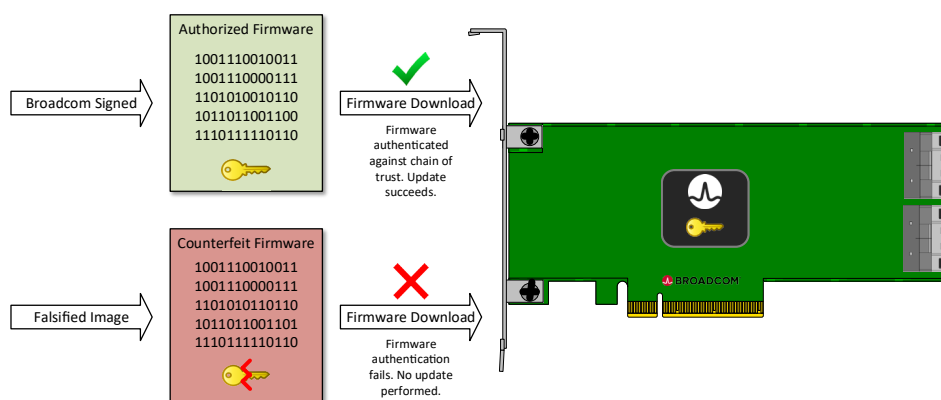 Authorized Firmware
1001110010011
1001110000111
1101010010110
1011011001100
1110111110110
Broadcom Signed
Firmware Download
Firmware
authenticated
against chain of
trust. Update
succeeds.
BROADCOM
Counterfeit Firmware
1001110010011
1001110000111
1101010110110
1011011001101
1110111110110
Falsified Image
Firmware Download
Firmware
authentication
fails. No update
performed.